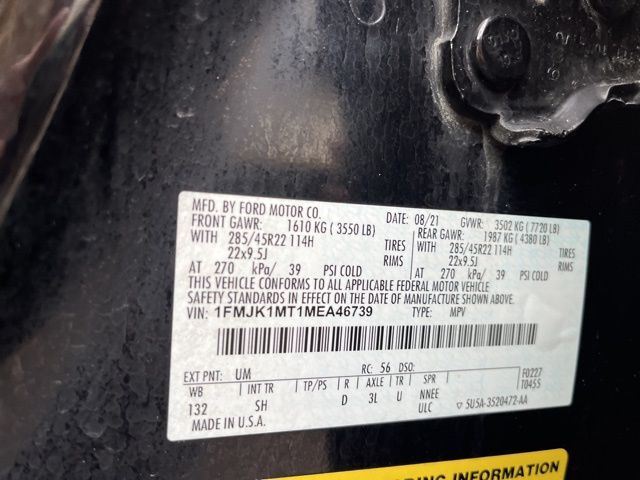 MFD. BY FORD MOTOR CO.
DATE: 08/21 GVWR: 3502 KG ( 7720 LB)
FRONT GAWR: 1610 KG ( 3550 LB) REAR GAWR: 1987 KG ( 4380 LB)
WITH 285/45R22 114H TIRES WITH 285/45R22 114H TIRES
22x9.5J RIMS 22x9.5J RIMS
AT 270 kPa/ 39 PSI COLD AT 270 kPa/ 39 PSI COLD
THIS VEHICLE CONFORMS TO ALL APPLICABLE FEDERAL MOTOR VEHICLE
SAFETY STANDARDS IN EFFECT ON THE DATE OF MANUFACTURE SHOWN ABOVE.
VIN: 1FMJK1MT1MEA46739 TYPE: MPV
EXT PNT: UM RC: 56 DSO: F0227
WB INT TR TP/PS R AXLE TR SPR T0455
132 SH D 3L U NNEE
ULC 5U5A-3520472-AA
MADE IN U.S.A.
RING INFORMATION